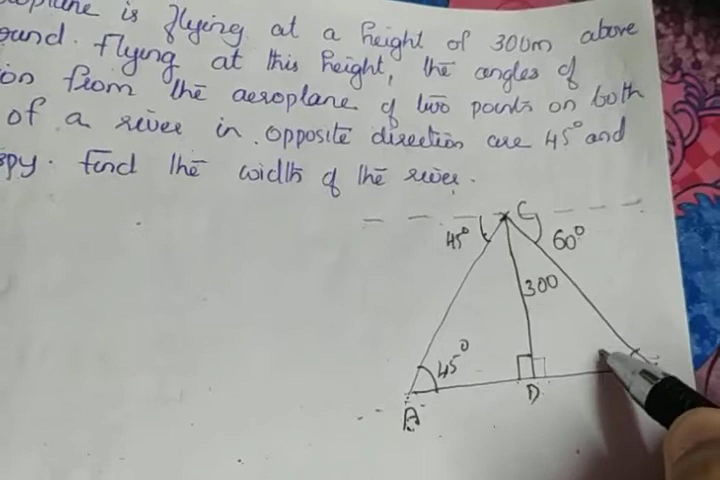 is flying at a height of 300m above
Flying at this height, the angles of
from the aeroplane of two points on both
of a river in opposite direction are 45° and
Find the width of the river.
C
45°
60°
300
45°
A
D